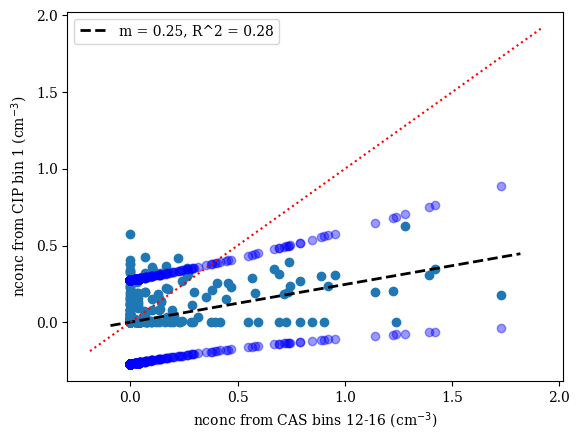 2.0
m = 0.25, R^2 = 0.28
1.5
1.0
0.5
0.0
nconc from CIP bin 1 (cm⁻³)
0.0 0.5 1.0 1.5 2.0
nconc from CAS bins 12-16 (cm⁻³)